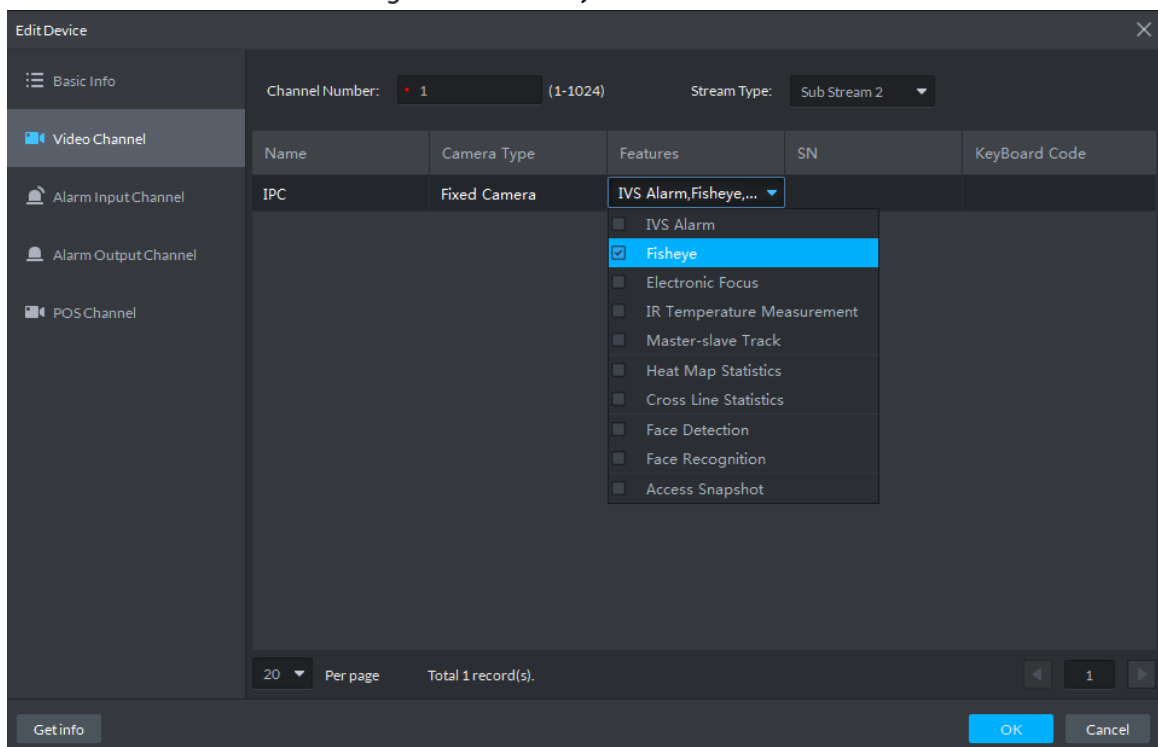 Edit Device
Basic Info
Video Channel
Alarm Input Channel
Alarm Output Channel
POS Channel
Channel Number: * 1 (1-1024) Stream Type: Sub Stream 2
Name Camera Type Features SN KeyBoard Code
IPC Fixed Camera IVS Alarm,Fisheye,...
IVS Alarm
Fisheye
Electronic Focus
IR Temperature Measurement
Master-slave Track
Heat Map Statistics
Cross Line Statistics
Face Detection
Face Recognition
Access Snapshot
20 Per page Total 1 record(s). 1
Get info OK Cancel